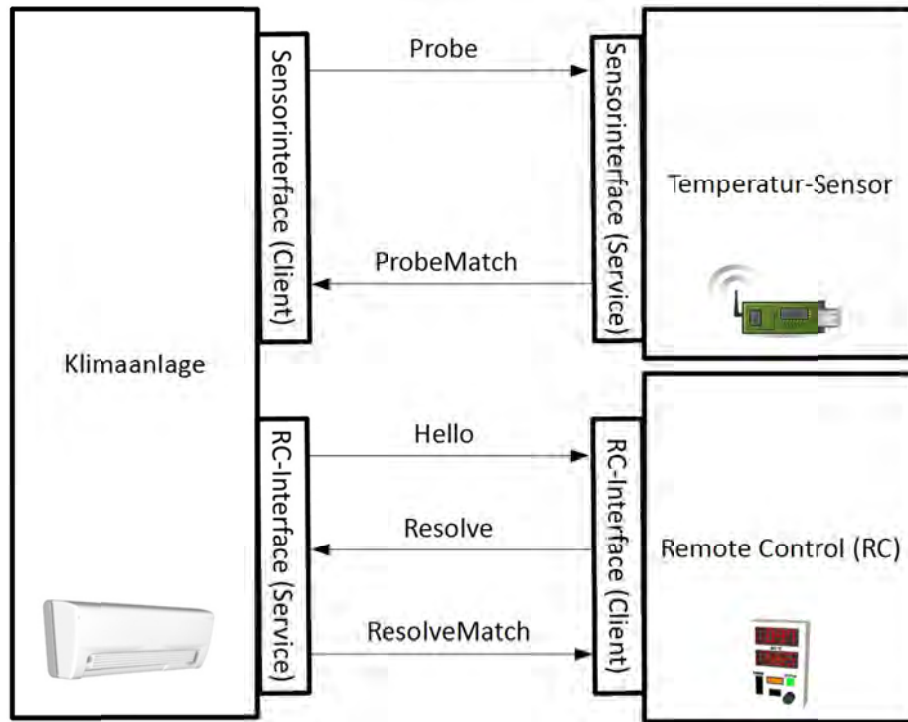 Klimaanlage
Sensorinterface (Client)
Probe
ProbeMatch
Sensorinterface (Service)
Temperatur-Sensor
RC-Interface (Service)
Hello
Resolve
ResolveMatch
RC-Interface (Client)
Remote Control (RC)